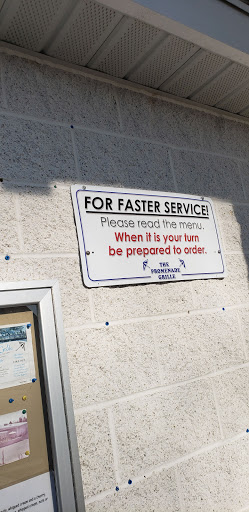 FOR FASTER SERVICE!
Please read the menu.
When it is your turn
be prepared to order.
THE
PROMENADE
GRILLE